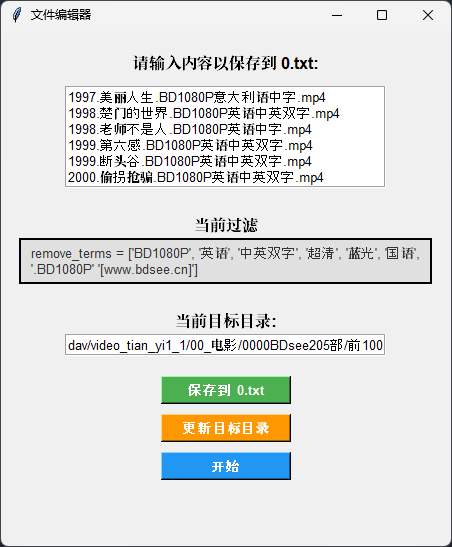 文件编辑器
请输入内容以保存到 0.txt:
1997.美丽人生.BD1080P意大利语中字.mp4
1998.楚门的世界.BD1080P英语中英双字.mp4
1998.老师不是人.BD1080P英语中英双字.mp4
1999.第六感.BD1080P英语中英双字.mp4
1999.断头谷.BD1080P英语中英双字.mp4
2000.偷拐抢骗.BD1080P英语中英双字.mp4
当前过滤
remove_terms = ['BD1080P', '英语', '中英双字', '超清', '蓝光', '国语',
'.BD1080P' '[www.bdsee.cn]']
当前目标目录:
dav/video_tian_yi1_1/00_电影/0000BDsee205部/前100
保存到 0.txt
更新目标目录
开始